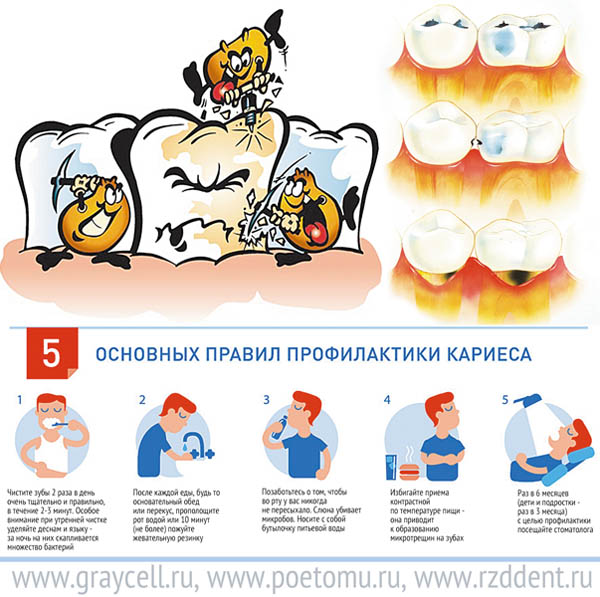 5 ОСНОВНЫХ ПРАВИЛ ПРОФИЛАКТИКИ КАРИЕСА
1
Чистите зубы 2 раза в день
очень тщательно и правильно,
в течение 2-3 минут. Особое
внимание при утренней чистке
уделяйте деснам и языку -
за ночь на них скапливается
множество бактерий
2
После каждой еды, будь то
основательный обед
или перекус, прополощите
рот водой или 10 минут
(не более) пожуйте
жевательную резинку
3
Позаботьтесь о том, чтобы
во рту у вас никогда
не пересыхало. Слюна убивает
микробов. Носите с собой
бутылочку питьевой воды
4
Избегайте приема
контрастной
по температуре пищи -
она приводит
к образованию
микротрещин на зубах
5
Раз в 6 месяцев
(дети и подростки -
раз в 3 месяца)
с целью профилактики
посещайте стоматолога
www.graycell.ru, www.poetomu.ru, www.rzddent.ru